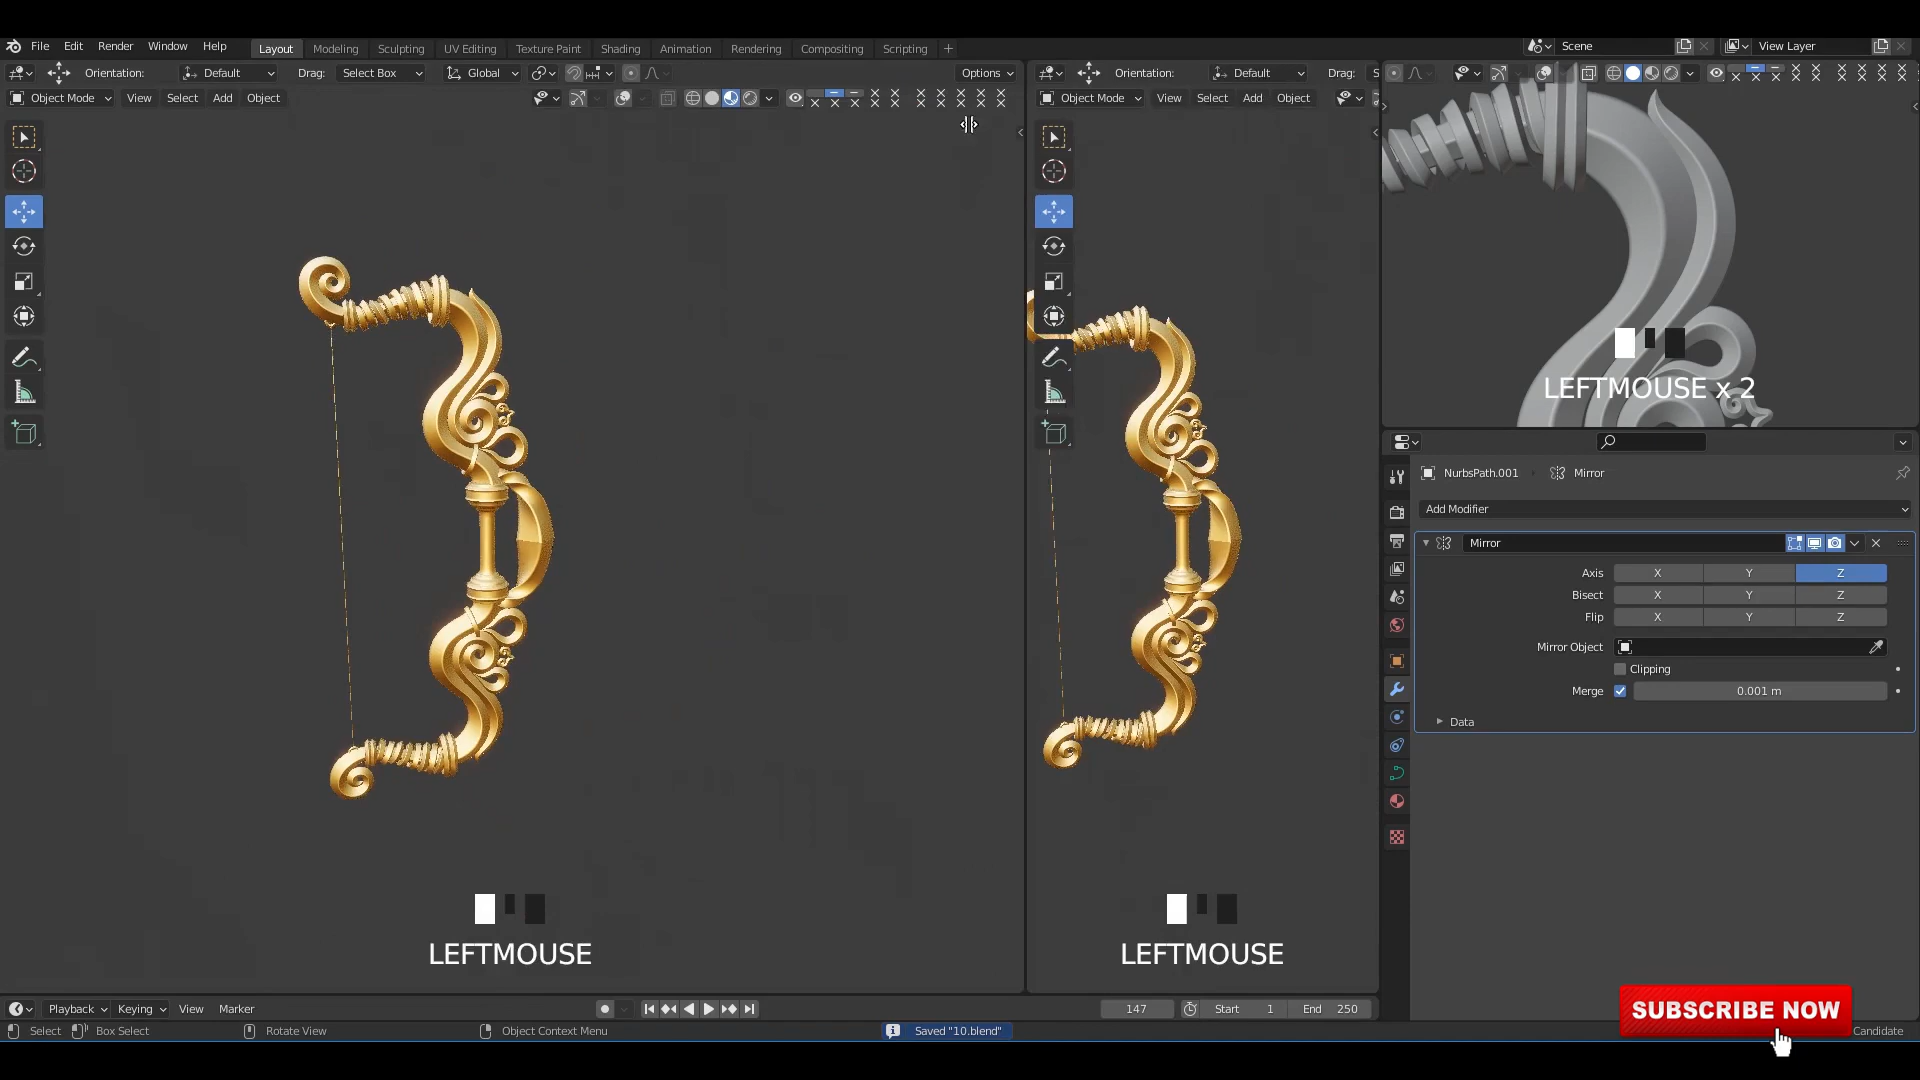 File Edit Render Window Help Layout Modeling Sculpting UV Editing Texture Paint Shading Animation Rendering Compositing Scripting + Scene View Layer
Orientation: Default Drag: Select Box Global Options
Orientation: Default Drag: S
Object Mode View Select Add Object
Object Mode View Select Add Object
LEFTMOUSE x 2
NurbsPath.001 Mirror
Add Modifier
Mirror
Axis X Y Z
Bisect X Y Z
Flip X Y Z
Mirror Object
Clipping
Merge 0.001 m
Data
LEFTMOUSE
LEFTMOUSE
Playback Keying View Marker 147 Start 1 End 250
SUBSCRIBE NOW
Select Box Select Rotate View Object Context Menu Saved "10.blend" Candidate